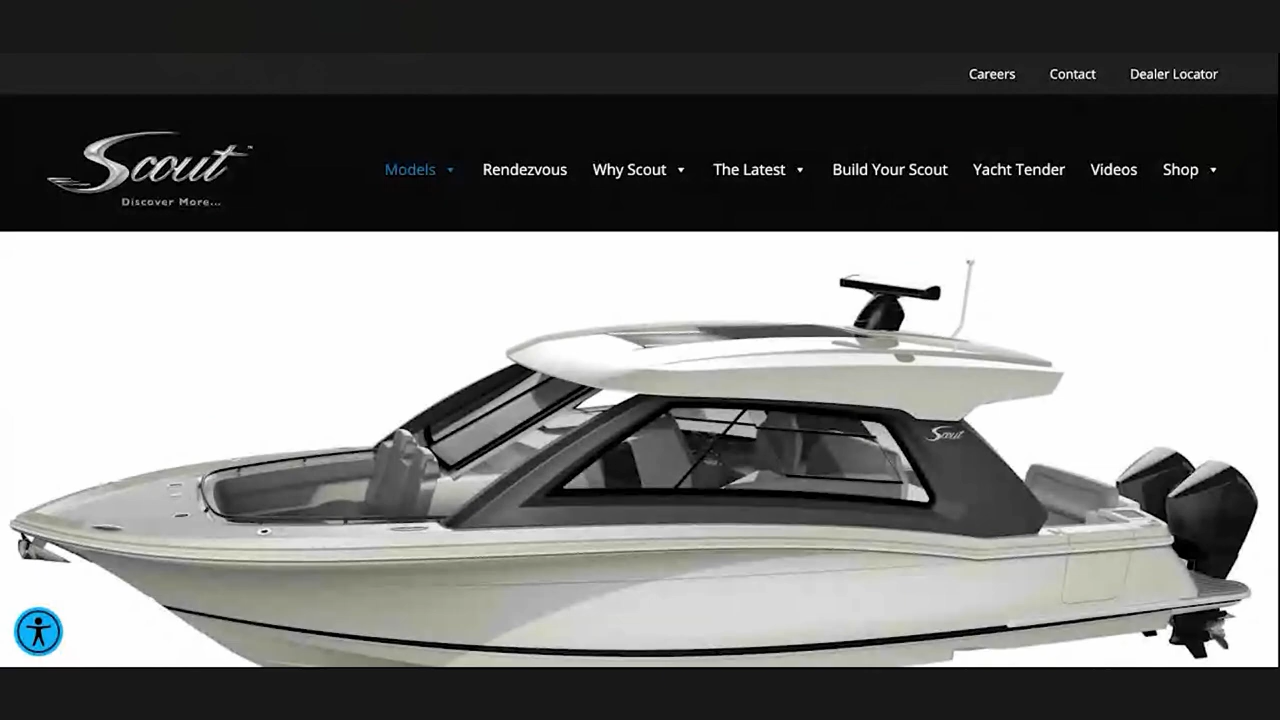 Careers Contact Dealer Locator
Scout™
Discover More...
Models Rendezvous Why Scout The Latest Build Your Scout Yacht Tender Videos Shop
Scout